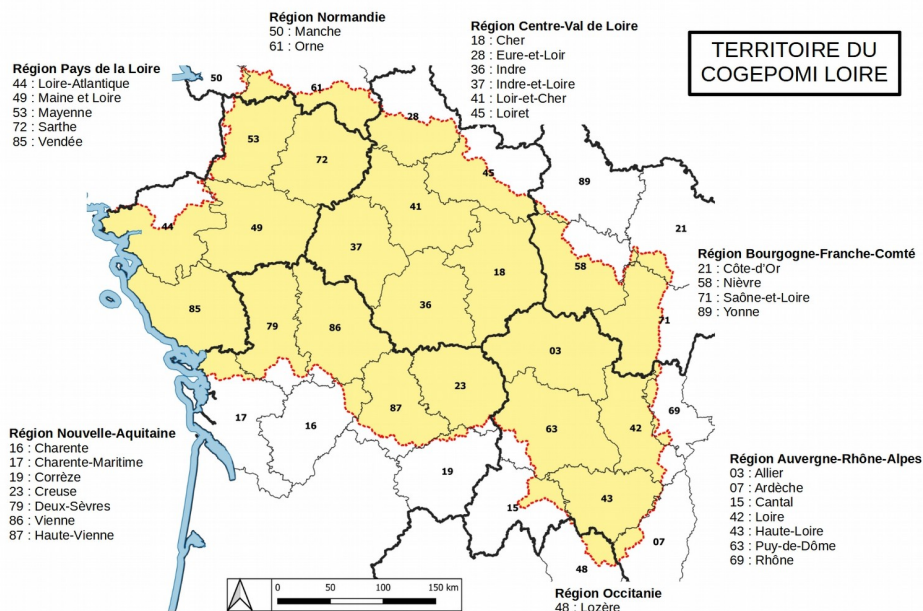 Région Normandie
50 : Manche
61 : Orne
Région Centre-Val de Loire
18 : Cher
28 : Eure-et-Loir
36 : Indre
37 : Indre-et-Loire
41 : Loir-et-Cher
45 : Loiret
TERRITOIRE DU
COGEPOMI LOIRE
Région Pays de la Loire
44 : Loire-Atlantique
49 : Maine et Loire
53 : Mayenne
72 : Sarthe
85 : Vendée
50
61
28
53
72
45
89
41
44
49
21
37
58
18
Région Bourgogne-Franche-Comté
21 : Côte-d'Or
58 : Nièvre
71 : Saône-et-Loire
89 : Yonne
85
79
86
36
71
03
87
23
69
17
16
63
42
Région Nouvelle-Aquitaine
16 : Charente
17 : Charente-Maritime
19 : Corrèze
23 : Creuse
79 : Deux-Sèvres
86 : Vienne
87 : Haute-Vienne
19
15
43
07
48
Région Auvergne-Rhône-Alpes
03 : Allier
07 : Ardèche
15 : Cantal
42 : Loire
43 : Haute-Loire
63 : Puy-de-Dôme
69 : Rhône
0 50 100 150 km
Région Occitanie
48 : Lozère